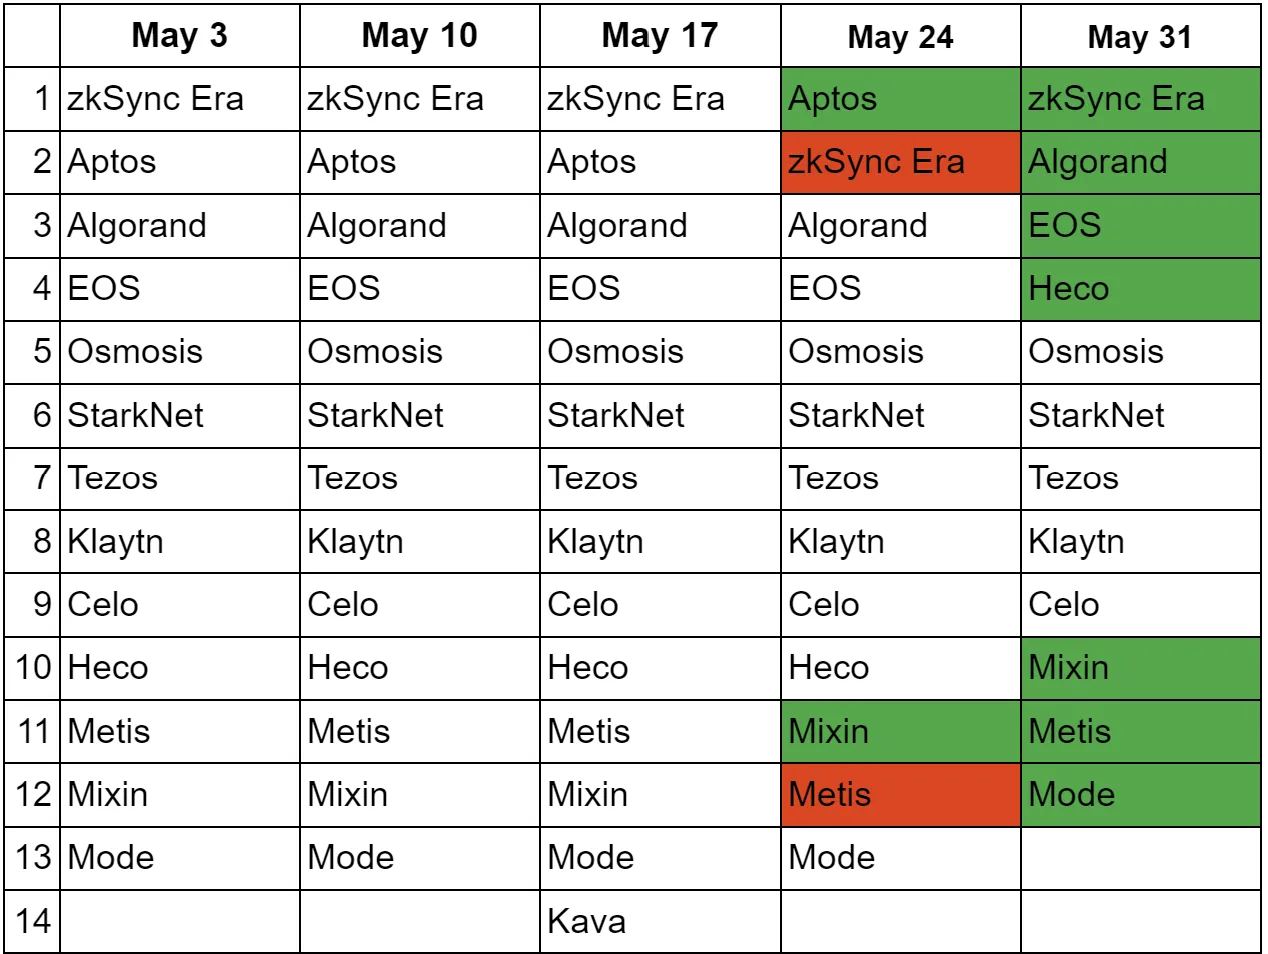 May 3 May 10 May 17 May 24 May 31
1 zkSync Era zkSync Era zkSync Era Aptos zkSync Era
2 Aptos Aptos Aptos zkSync Era Algorand
3 Algorand Algorand Algorand Algorand EOS
4 EOS EOS EOS EOS Heco
5 Osmosis Osmosis Osmosis Osmosis Osmosis
6 StarkNet StarkNet StarkNet StarkNet StarkNet
7 Tezos Tezos Tezos Tezos Tezos
8 Klaytn Klaytn Klaytn Klaytn Klaytn
9 Celo Celo Celo Celo Celo
10 Heco Heco Heco Heco Mixin
11 Metis Metis Metis Mixin Metis
12 Mixin Mixin Mixin Metis Mode
13 Mode Mode Mode Mode
14 Kava